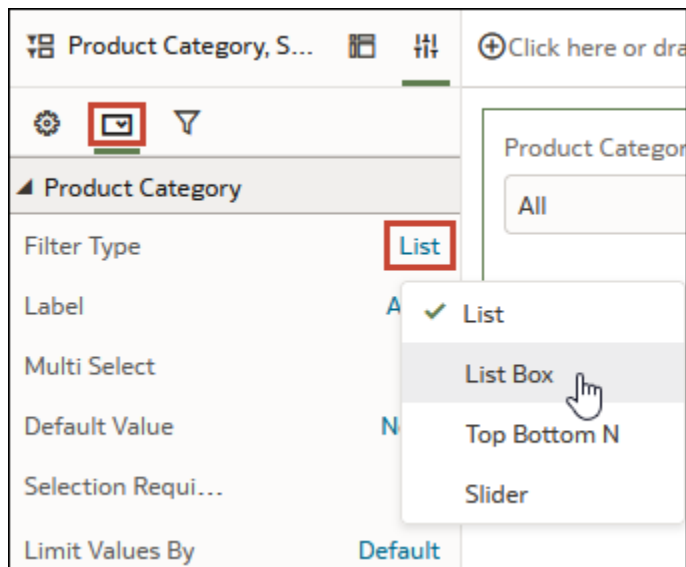 Product Category, S...
Click here or dra
Product Categor
All
Product Category
Filter Type
List
Label
A
List
Multi Select
List Box
Default Value
N
Top Bottom N
Selection Requi...
Slider
Limit Values By
Default